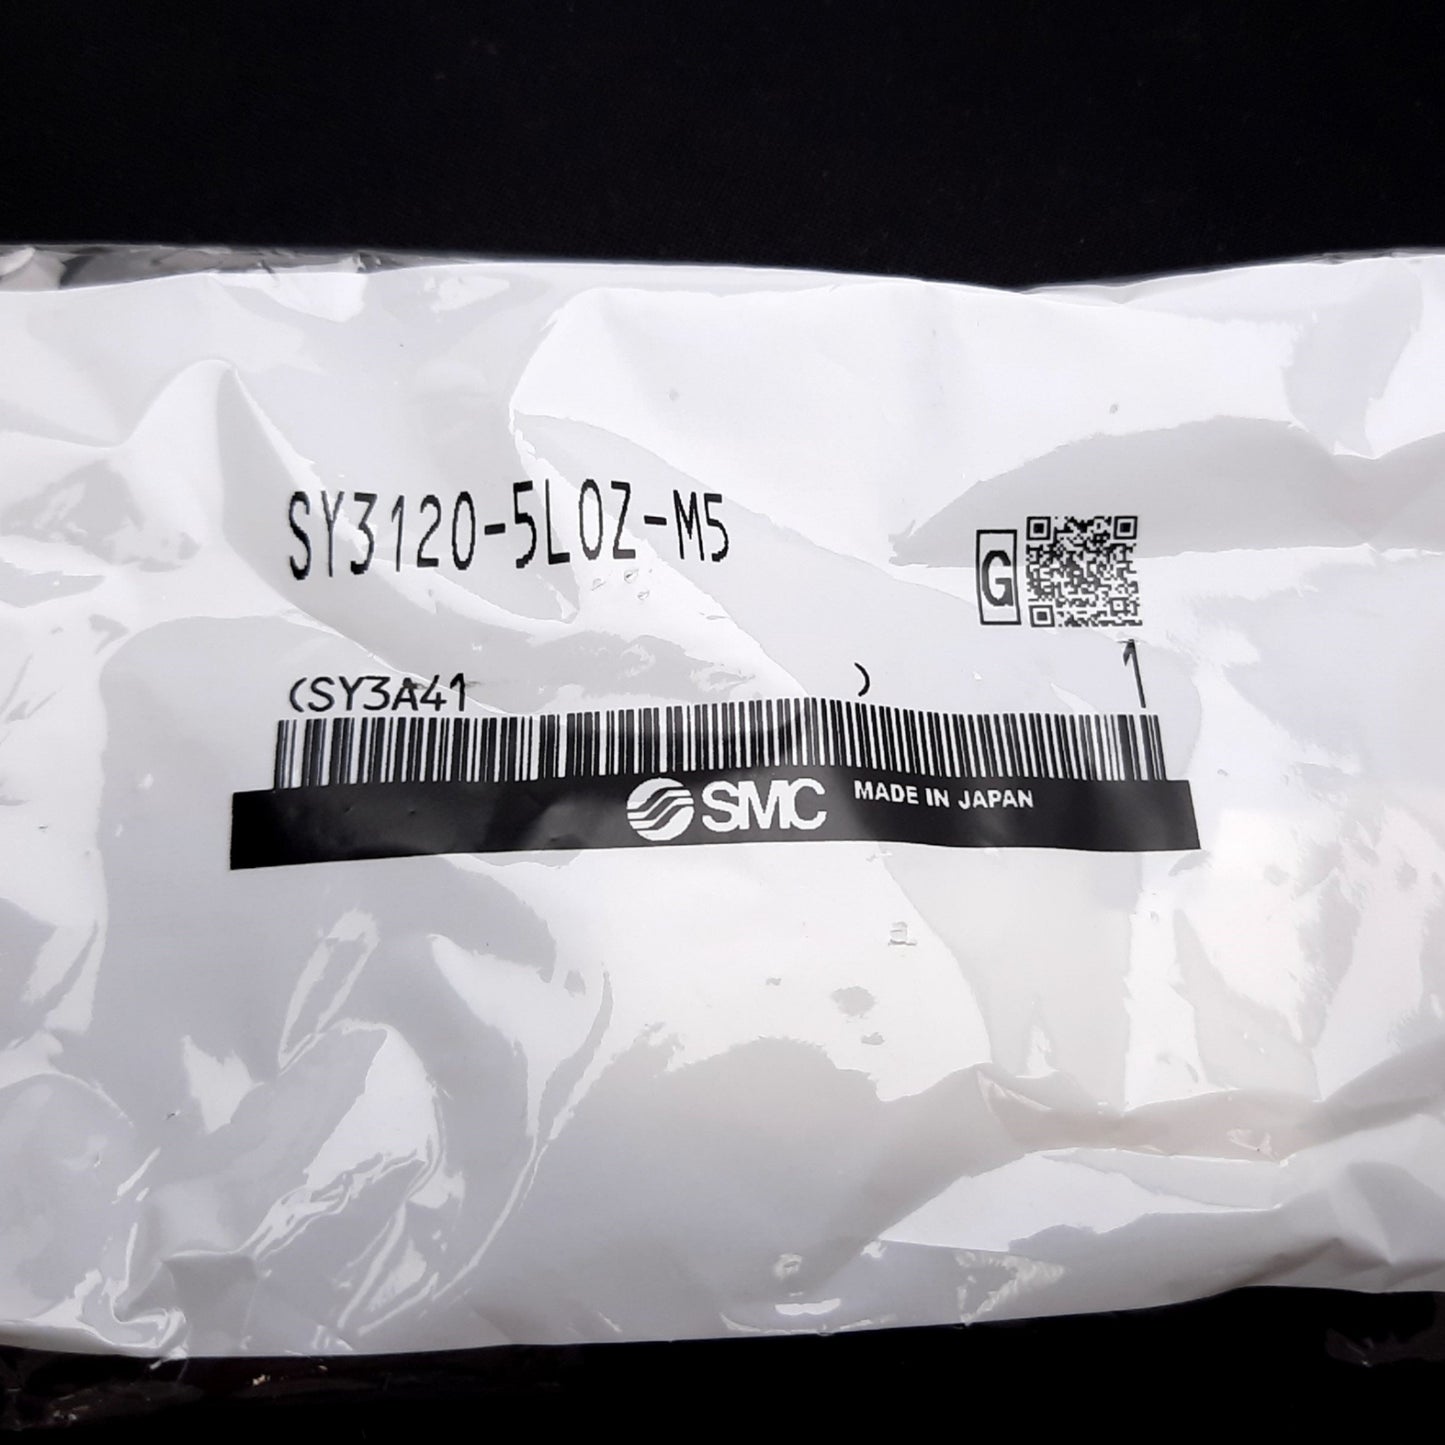 SY3120-5LOZ-M5
G
1
(SY3A41 )
SMC MADE IN JAPAN